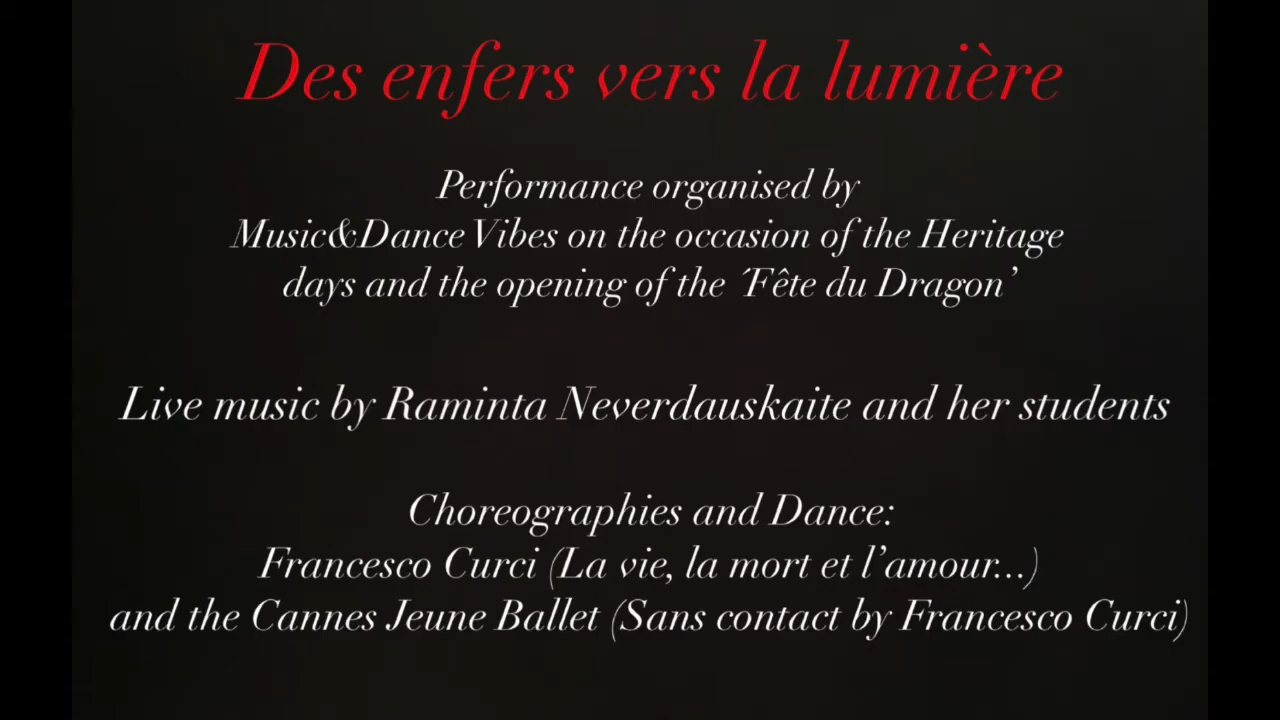 Des enfers vers la lumière
Performance organised by
Music&Dance Vibes on the occasion of the Heritage
days and the opening of the ‘Fête du Dragon’
Live music by Raminta Neverdauskaite and her students
Choreographies and Dance:
Francesco Curci (La vie, la mort et l’amour...)
and the Cannes Jeune Ballet (Sans contact by Francesco Curci)